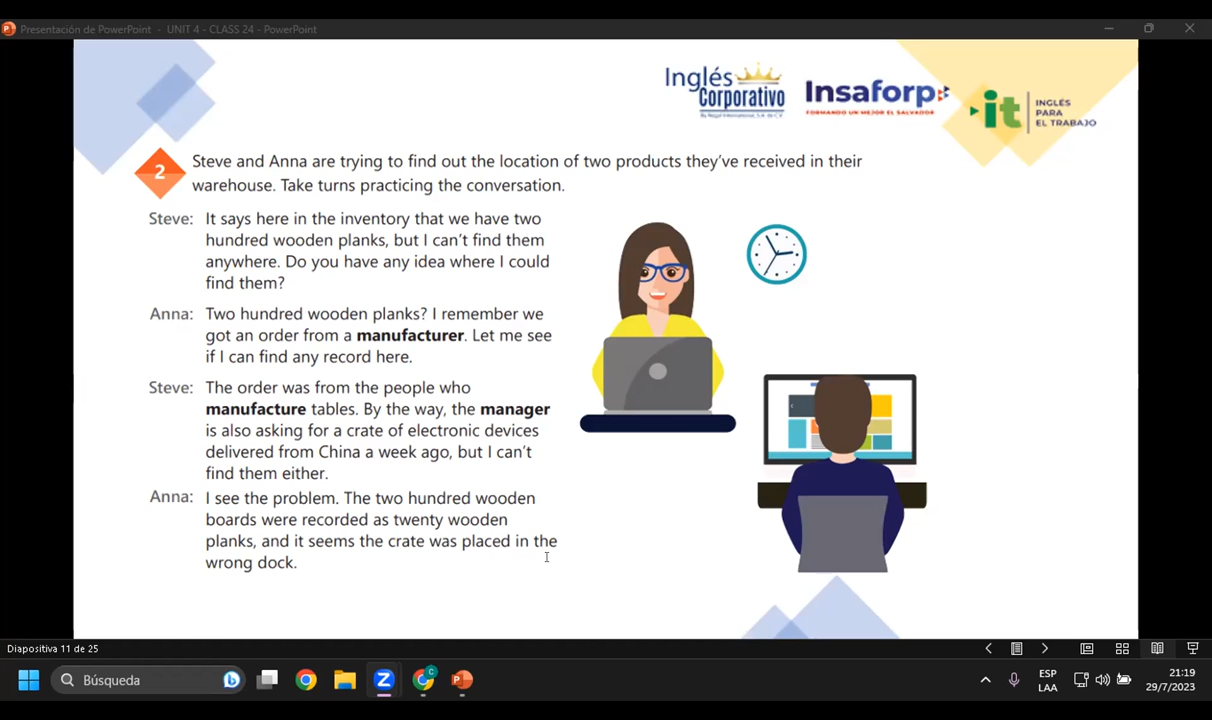 Presentación de PowerPoint - UNIT 4 - CLASS 24 - PowerPoint
Inglés
Corporativo
By Regal International, S.A. de C.V.
Insaforp
FORMANDO UN MEJOR EL SALVADOR
it
INGLÉS
PARA
EL TRABAJO
2
Steve and Anna are trying to find out the location of two products they've received in their
warehouse. Take turns practicing the conversation.
Steve: It says here in the inventory that we have two
hundred wooden planks, but I can't find them
anywhere. Do you have any idea where I could
find them?
Anna: Two hundred wooden planks? I remember we
got an order from a manufacturer. Let me see
if I can find any record here.
Steve: The order was from the people who
manufacture tables. By the way, the manager
is also asking for a crate of electronic devices
delivered from China a week ago, but I can't
find them either.
Anna: I see the problem. The two hundred wooden
boards were recorded as twenty wooden
planks, and it seems the crate was placed in the
wrong dock.
Diapositiva 11 de 25
Búsqueda
ESP
LAA
21:19
29/7/2023